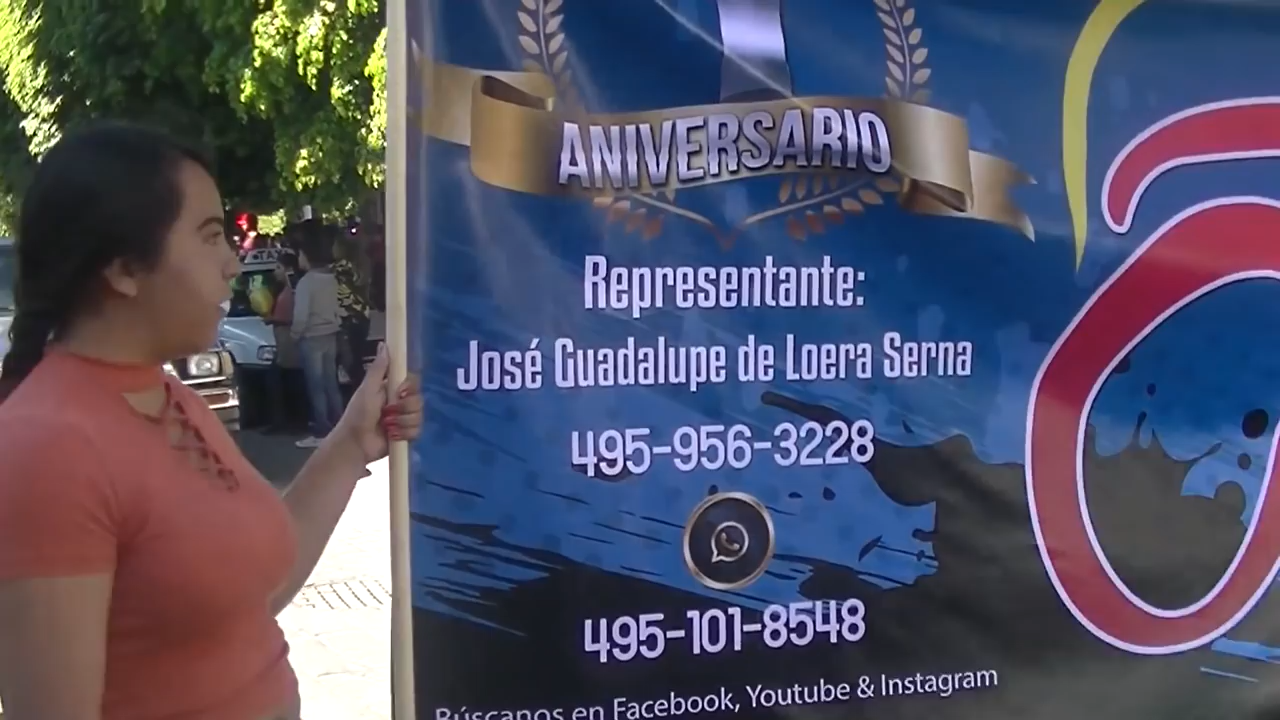 ANIVERSARIO
Representante:
José Guadalupe de Loera Serna
495-956-3228
495-101-8548
Búscanos en Facebook, Youtube & Instagram